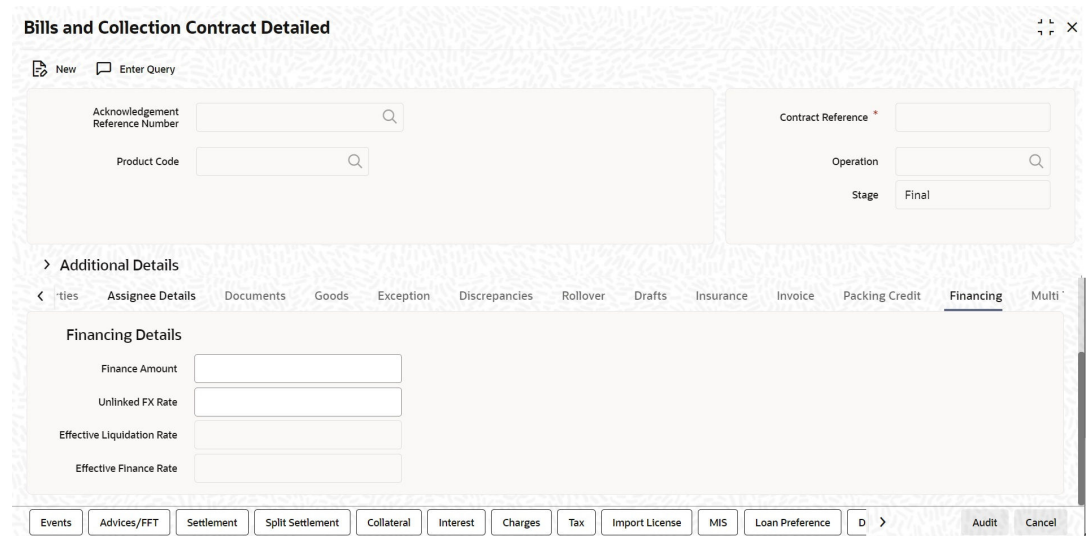 Bills and Collection Contract Detailed
New Enter Query
Acknowledgement
Reference Number
Contract Reference *
Product Code
Operation
Stage Final
Additional Details
Assignee Details Documents Goods Exception Discrepancies Rollover Drafts Insurance Invoice Packing Credit Financing Multi
Financing Details
Finance Amount
Unlinked FX Rate
Effective Liquidation Rate
Effective Finance Rate
Events Advices/FFT Settlement Split Settlement Collateral Interest Charges Tax Import License MIS Loan Preference D Audit Cancel